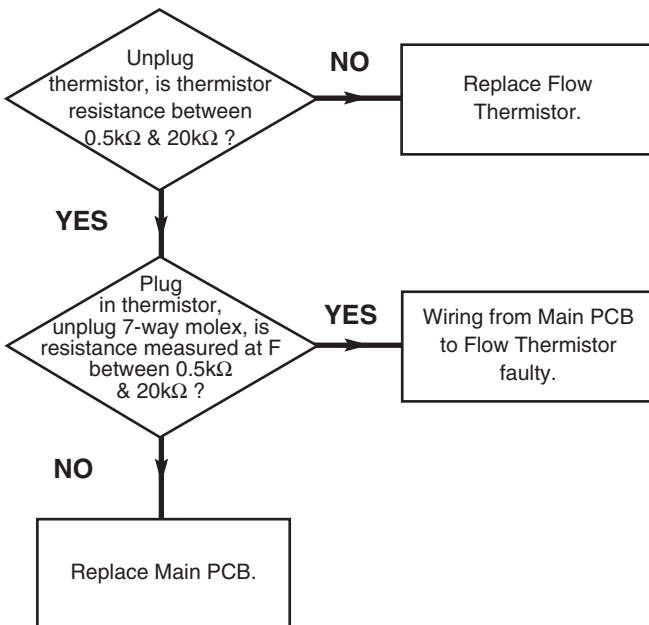 Unplug
thermistor, is thermistor
resistance between
0.5kΩ & 20kΩ ?
NO
Replace Flow
Thermistor.
YES
Plug
in thermistor,
unplug 7-way molex, is
resistance measured at F
between 0.5kΩ
& 20kΩ ?
YES
Wiring from Main PCB
to Flow Thermistor
faulty.
NO
Replace Main PCB.